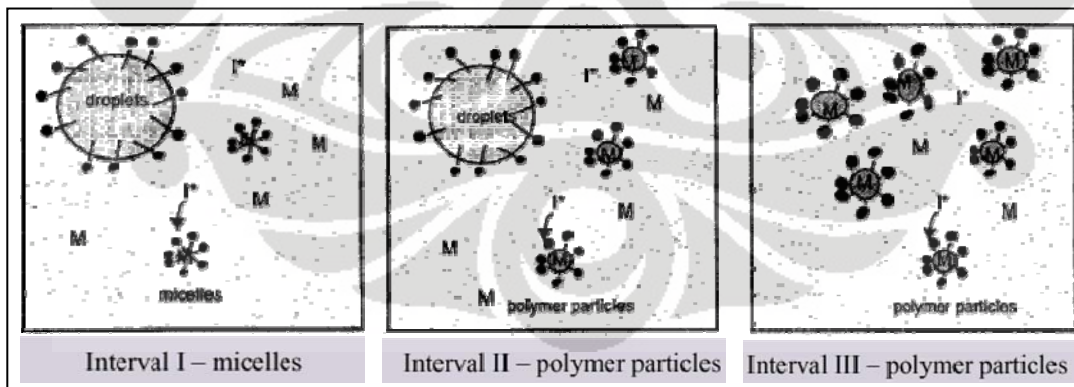 droplets
I*
M
M
M
M
I*
M
micelles
Interval I – micelles
droplets
I*
M
M
M
M
M
I*
M
M
polymer particles
Interval II – polymer particles
M
M
M
I*
M
M
M
I*
M
M
polymer particles
Interval III – polymer particles